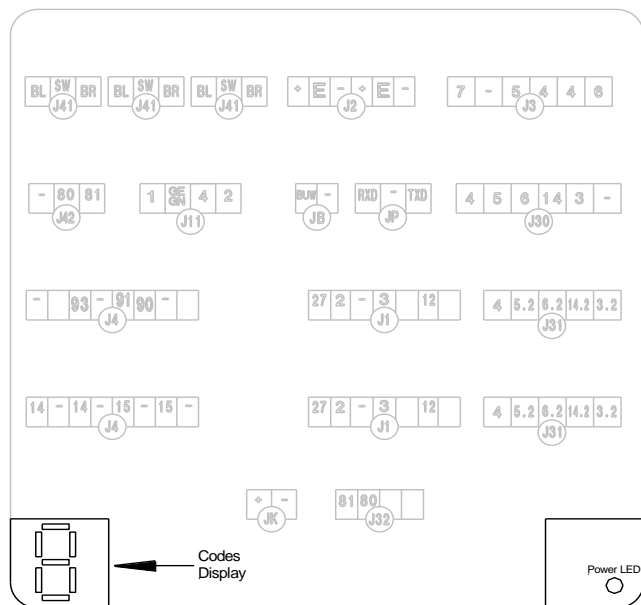 BL SW BR BL SW BR BL SW BR + E - + E - 7 - 5 4 4 6
J41 J41 J41 J2 J3
- 80 81 1 GE GN 4 2 BUW - RXD - TXD 4 5 6 14 3 -
J42 J11 JB JP J30
- 93 - 91 90 - 27 2 - 3 12 4 5.2 6.2 14.2 3.2
J4 J1 J31
14 - 14 - 15 - 15 - 27 2 - 3 12 4 5.2 6.2 14.2 3.2
J4 J1 J31
+ - 81 80
JK J32
Codes
Display
Power LED